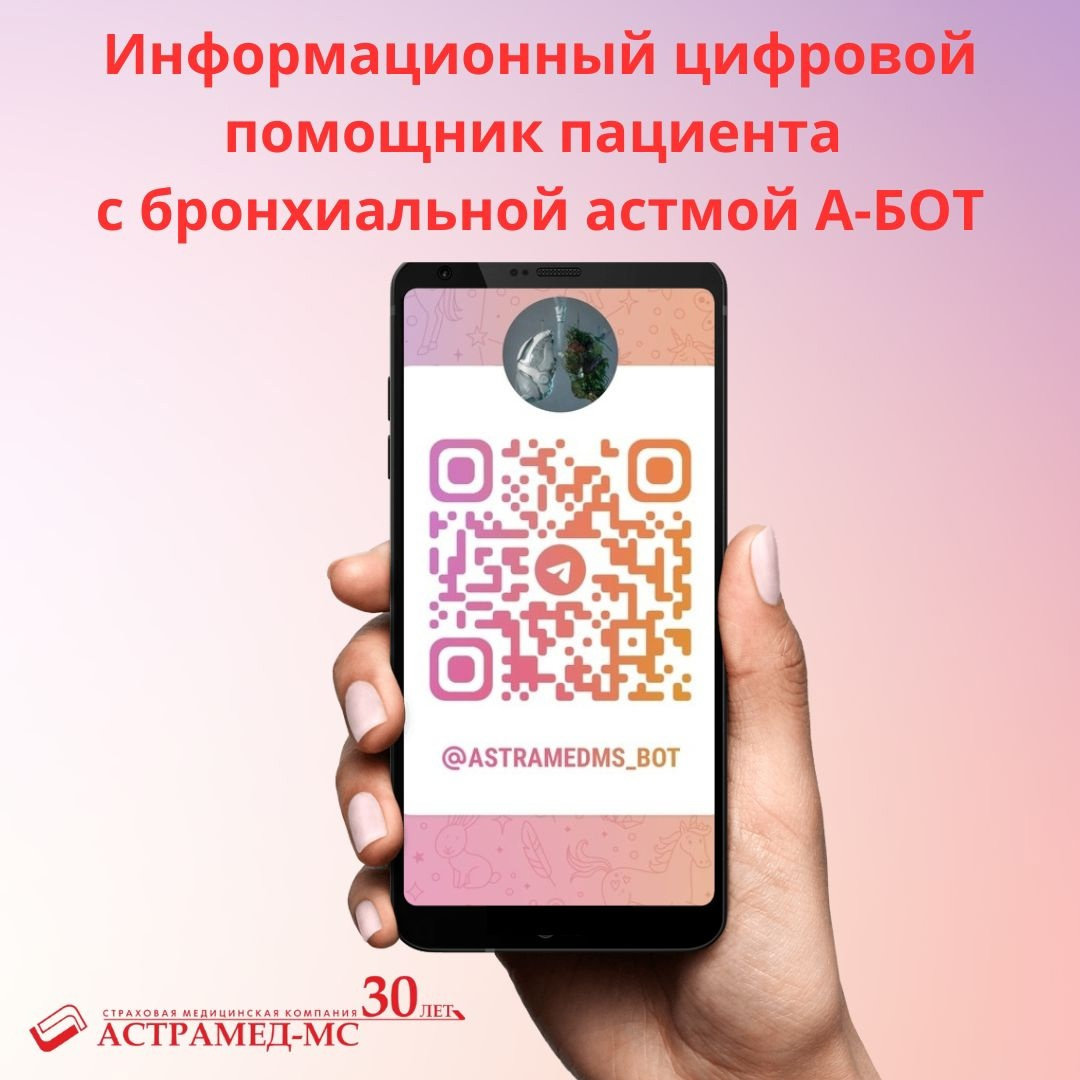 Информационный цифровой
помощник пациента
с бронхиальной астмой А-БОТ
@ASTRAMEDMS_BOT
СТРАХОВАЯ МЕДИЦИНСКАЯ КОМПАНИЯ 30 ЛЕТ
АСТРАМЕД-МС